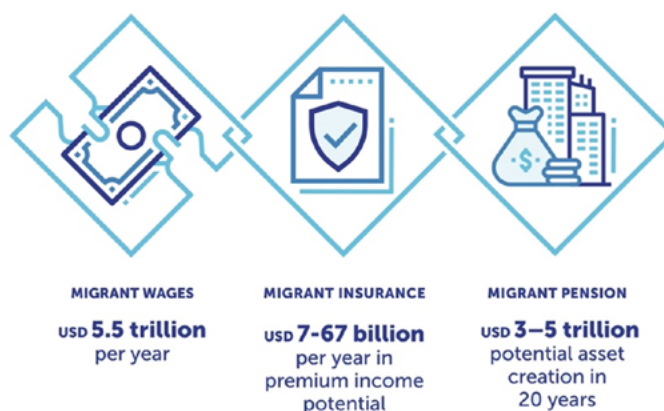 MIGRANT WAGES
USD 5.5 trillion
per year
MIGRANT INSURANCE
USD 7-67 billion
per year in
premium income
potential
MIGRANT PENSION
USD 3–5 trillion
potential asset
creation in
20 years
$